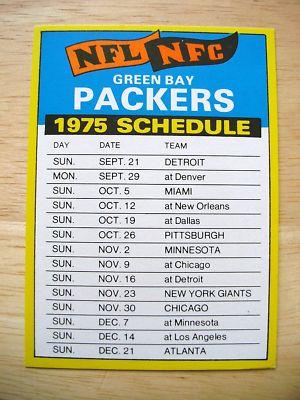 NFL NFC
GREEN BAY
PACKERS
1975 SCHEDULE
DAY DATE TEAM
SUN. SEPT. 21 DETROIT
MON. SEPT. 29 at Denver
SUN. OCT. 5 MIAMI
SUN. OCT. 12 at New Orleans
SUN. OCT. 19 at Dallas
SUN. OCT. 26 PITTSBURGH
SUN. NOV. 2 MINNESOTA
SUN. NOV. 9 at Chicago
SUN. NOV. 16 at Detroit
SUN. NOV. 23 NEW YORK GIANTS
SUN. NOV. 30 CHICAGO
SUN. DEC. 7 at Minnesota
SUN. DEC. 14 at Los Angeles
SUN. DEC. 21 ATLANTA